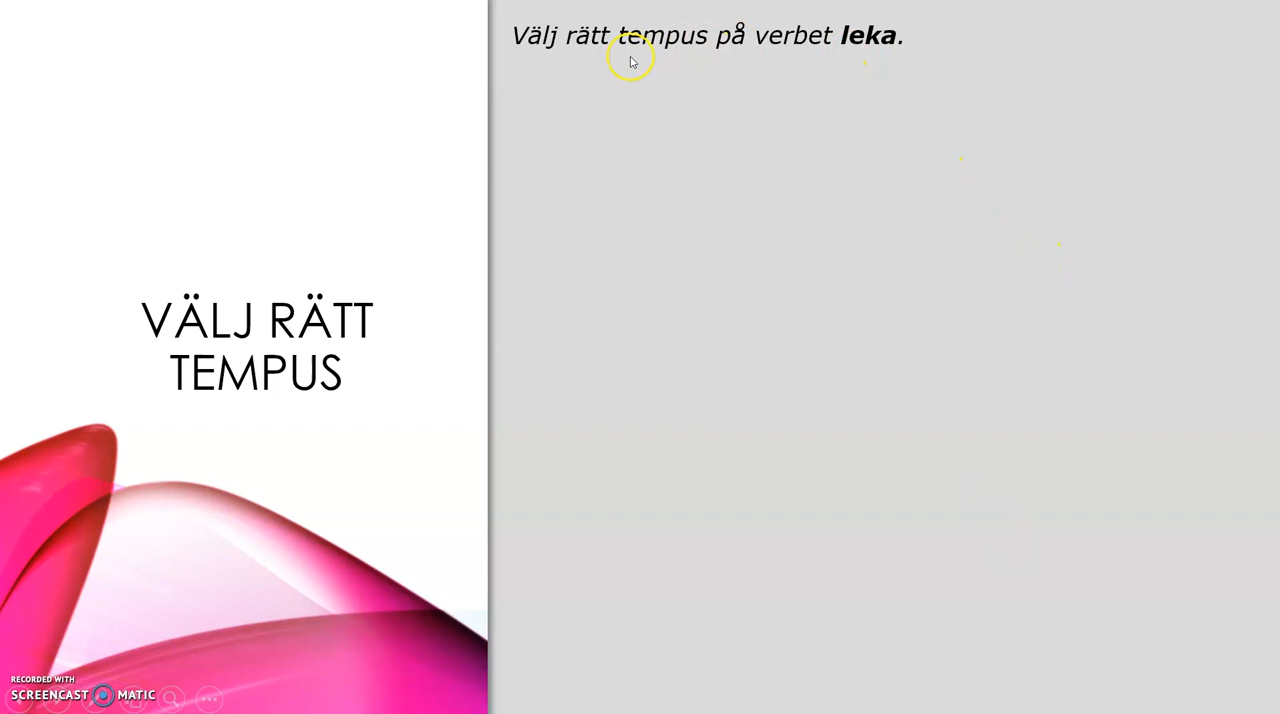 Välj rätt tempus på verbet leka.
VÄLJ RÄTT
TEMPUS
RECORDED WITH
SCREENCAST MATIC